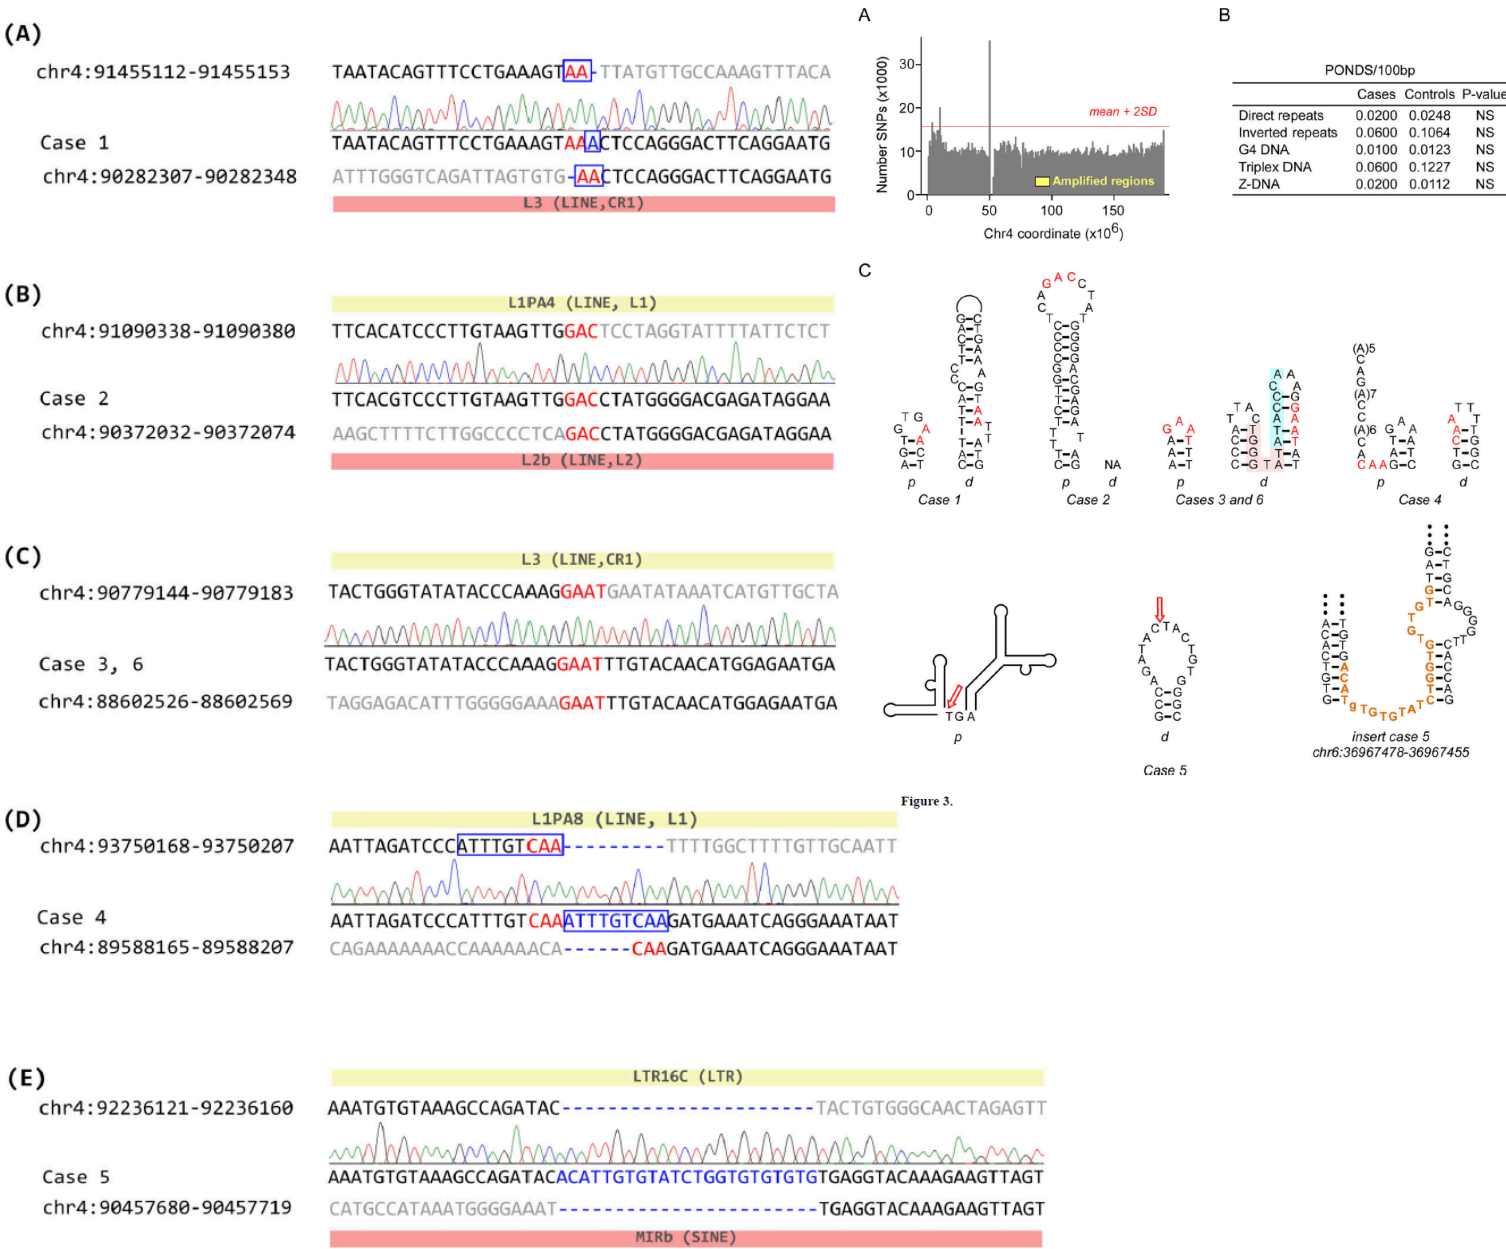 (A)
chr4:91455112-91455153 TAATACAGTTTCCTGAAAGTAA-TTATGTTGCCAAAGTTTACA
Case 1 TAATACAGTTTCCTGAAAGTAAACTCCAGGGACTTCAGGAATG
chr4:90282307-90282348 ATTTGGGTCAGATTAGTGTG-AACTCCAGGGACTTCAGGAATG
L3 (LINE,CR1)
(B)
L1PA4 (LINE, L1)
chr4:91090338-91090380 TTCACATCCCTTGTAAGTTGGACTCCTAGGTATTTTATTCTCT
Case 2 TTCACGTCCCTTGTAAGTTGGACCTATGGGGACGAGATAGGAA
chr4:90372032-90372074 AAGCTTTTCTTGGCCCCTCAGACCTATGGGGACGAGATAGGAA
L2b (LINE,L2)
(C)
L3 (LINE,CR1)
chr4:90779144-90779183 TACTGGGTATATACCCAAAGGAATGAATATAAATCATGTTGCTA
Case 3, 6 TACTGGGTATATACCCAAAGGAATTTGTACAACATGGAGAATGA
chr4:88602526-88602569 TAGGAGACATTTGGGGGAAAGAATTTGTACAACATGGAGAATGA
(D)
L1PA8 (LINE, L1)
chr4:93750168-93750207 AATTAGATCCCATTTGTCAA---------TTTTGGCTTTTGTTGCAATT
Case 4 AATTAGATCCCATTTGTCAAATTTGTCAAGATGAAATCAGGGAAATAAT
chr4:89588165-89588207 CAGAAAAAAACCAAAAAACA------CAAGATGAAATCAGGGAAATAAT
(E)
LTR16C (LTR)
chr4:92236121-92236160 AAATGTGTAAAGCCAGATAC----------------------TACTGTGGGCAACTAGAGTT
Case 5 AAATGTGTAAAGCCAGATACACATTGTGTATCTGGTGTGTGTGTGAGGTACAAAGAAGTTAGT
chr4:90457680-90457719 CATGCCATAAATGGGGAAAT-----------------------TGAGGTACAAAGAAGTTAGT
MIRb (SINE)
A
Number SNPs (x1000)
30
20
10
0
mean + 2SD
Amplified regions
0 50 100 150
Chr4 coordinate (x10⁶)
B
PONDS/100bp
Cases Controls P-value
Direct repeats 0.0200 0.0248 NS
Inverted repeats 0.0600 0.1064 NS
G4 DNA 0.0100 0.0123 NS
Triplex DNA 0.0600 0.1227 NS
Z-DNA 0.0200 0.0112 NS
C
p d
Case 1
p NA d
Case 2
p d
Cases 3 and 6
(A)5
(A)7
(A)6
p d
Case 4
TGA
p
d
Case 5
insert case 5
chr6:36967478-36967455
Figure 3.